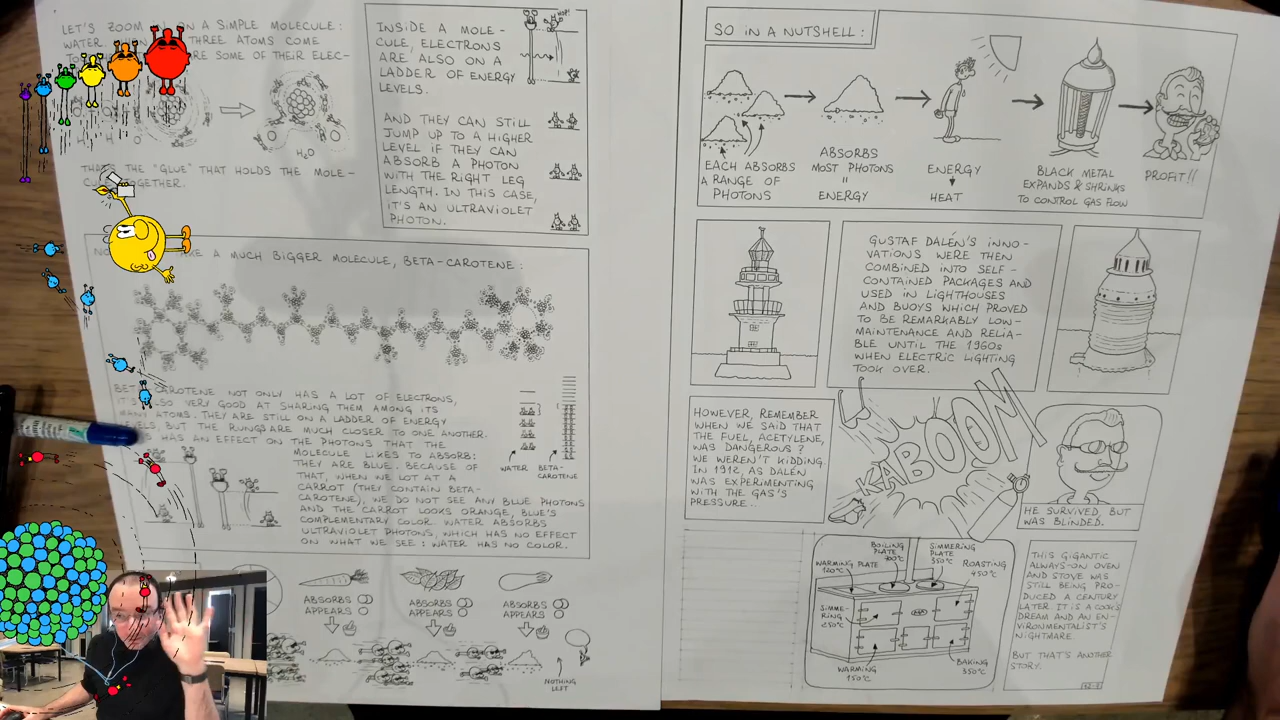 LET'S ZOOM IN ON A SIMPLE MOLECULE:
WATER. THREE ATOMS COME
RE SOME OF THEIR ELEC-
H₂O
THAT'S THE "GLUE" THAT HOLDS THE MOLE-
CU TOGETHER.
INSIDE A MOLE-
CULE, ELECTRONS
ARE ALSO ON A
LADDER OF ENERGY
LEVELS.
AND THEY CAN STILL
JUMP UP TO A HIGHER
LEVEL IF THEY CAN
ABSORB A PHOTON
WITH THE RIGHT LEG
LENGTH. IN THIS CASE,
IT'S AN ULTRAVIOLET
PHOTON.
HOP!
A MUCH BIGGER MOLECULE, BETA-CAROTENE:
BETA-CAROTENE NOT ONLY HAS A LOT OF ELECTRONS,
IT'S ALSO VERY GOOD AT SHARING THEM AMONG ITS
MANY ATOMS. THEY ARE STILL ON A LADDER OF ENERGY
LEVELS, BUT THE RUNGS ARE MUCH CLOSER TO ONE ANOTHER.
HAS AN EFFECT ON THE PHOTONS THAT THE
MOLECULE LIKES TO ABSORB:
THEY ARE BLUE. BECAUSE OF
THAT, WHEN WE LOT AT A
CARROT (THEY CONTAIN BETA-
CAROTENE), WE DO NOT SEE ANY BLUE PHOTONS
AND THE CARROT LOOKS ORANGE, BLUE'S
COMPLEMENTARY COLOR. WATER ABSORBS
ULTRAVIOLET PHOTONS, WHICH HAS NO EFFECT
ON WHAT WE SEE: WATER HAS NO COLOR.
WATER BETA-
CAROTENE
ABSORBS
APPEARS
ABSORBS
APPEARS
ABSORBS
APPEARS
NOTHING
LEFT
SO IN A NUTSHELL:
EACH ABSORBS
A RANGE OF
PHOTONS
ABSORBS
MOST PHOTONS
=
ENERGY
ENERGY
HEAT
BLACK METAL
EXPANDS & SHRINKS
TO CONTROL GAS FLOW
PROFIT!!
GUSTAF DALÉN'S INNO-
VATIONS WERE THEN
COMBINED INTO SELF-
CONTAINED PACKAGES AND
USED IN LIGHTHOUSES
AND BUOYS WHICH PROVED
TO BE REMARKABLY LOW-
MAINTENANCE AND RELIA-
BLE UNTIL THE 1960s
WHEN ELECTRIC LIGHTING
TOOK OVER.
HOWEVER, REMEMBER
WHEN WE SAID THAT
THE FUEL, ACETYLENE,
WAS DANGEROUS?
WE WEREN'T KIDDING.
IN 1912, AS DALÉN
WAS EXPERIMENTING
WITH THE GAS'S
PRESSURE...
KABOOM
HE SURVIVED, BUT
WAS BLINDED.
WARMING PLATE
120°C
BOILING
PLATE
SIMMERING
PLATE
350°C
ROASTING
450°C
SIMME-
RING
250°C
WARMING
150°C
BAKING
350°C
THIS GIGANTIC
ALWAYS-ON OVEN
AND STOVE WAS
STILL BEING PRO-
DUCED A CENTURY
LATER. IT IS A COOK'S
DREAM AND AN EN-
VIRONMENTALIST'S
NIGHTMARE.
BUT THAT'S ANOTHER
STORY.